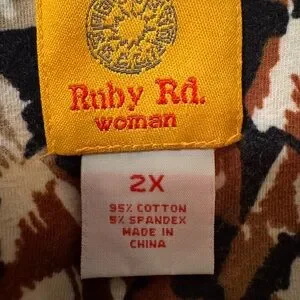 Ruby Rd.
woman
2X
95% COTTON
5% SPANDEX
MADE IN
CHINA